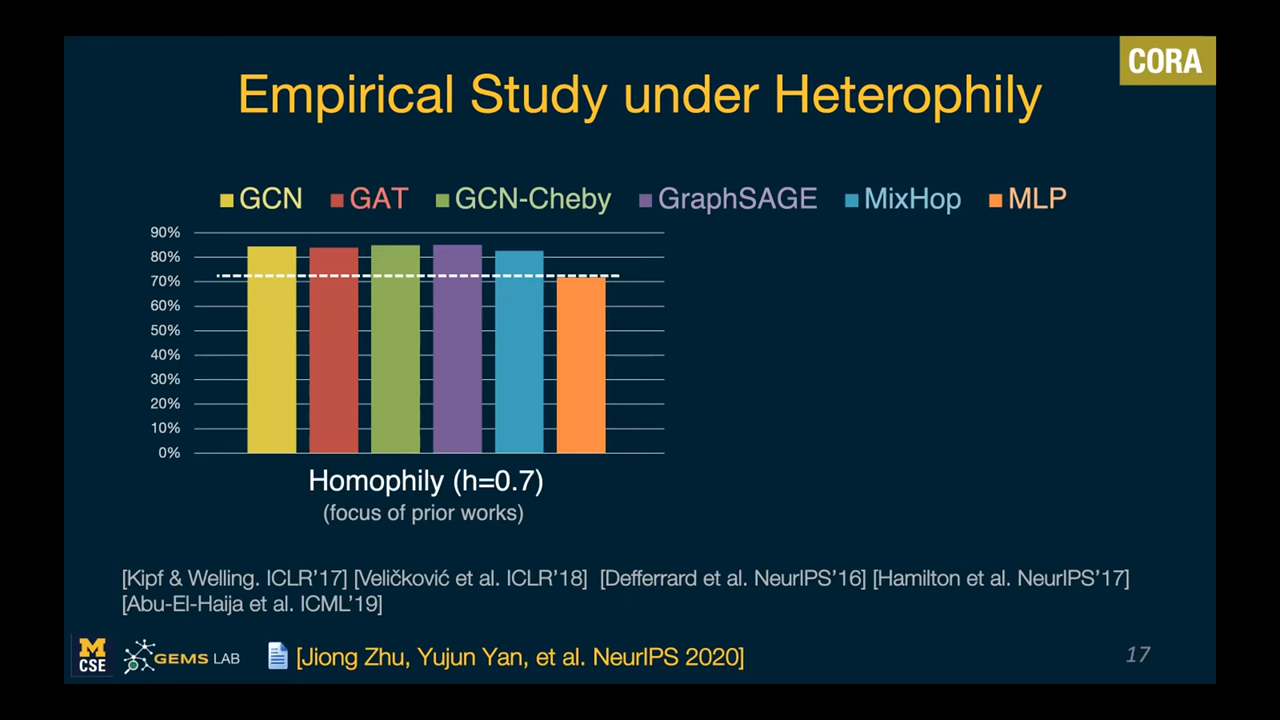 CORA
Empirical Study under Heterophily
GCN GAT GCN-Cheby GraphSAGE MixHop MLP
90%
80%
70%
60%
50%
40%
30%
20%
10%
0%
Homophily (h=0.7)
(focus of prior works)
[Kipf & Welling. ICLR’17] [Veličković et al. ICLR’18] [Defferrard et al. NeurIPS’16] [Hamilton et al. NeurIPS’17]
[Abu-El-Haija et al. ICML’19]
M
CSE
GEMS LAB
[Jiong Zhu, Yujun Yan, et al. NeurIPS 2020]
17